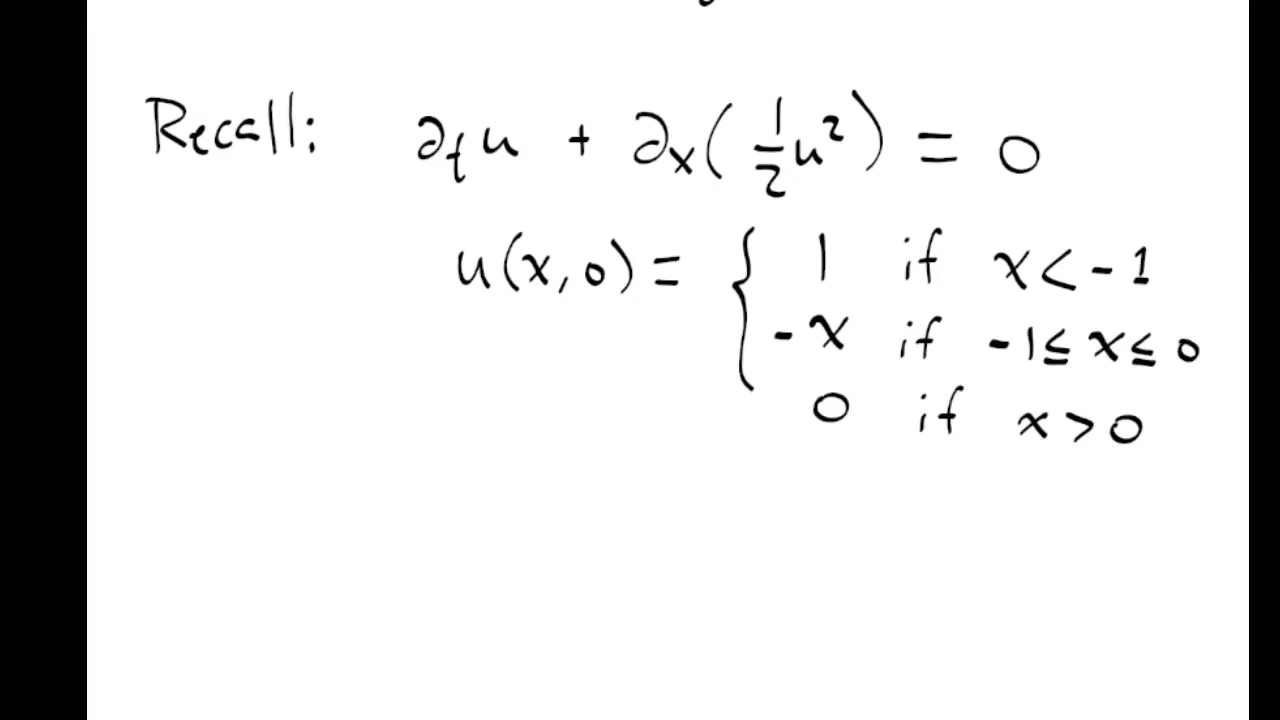 Recall: ∂ₜu + ∂ₓ(½u²) = 0
u(x,0) = { 1 if x < -1
-x if -1 ≤ x ≤ 0
0 if x > 0